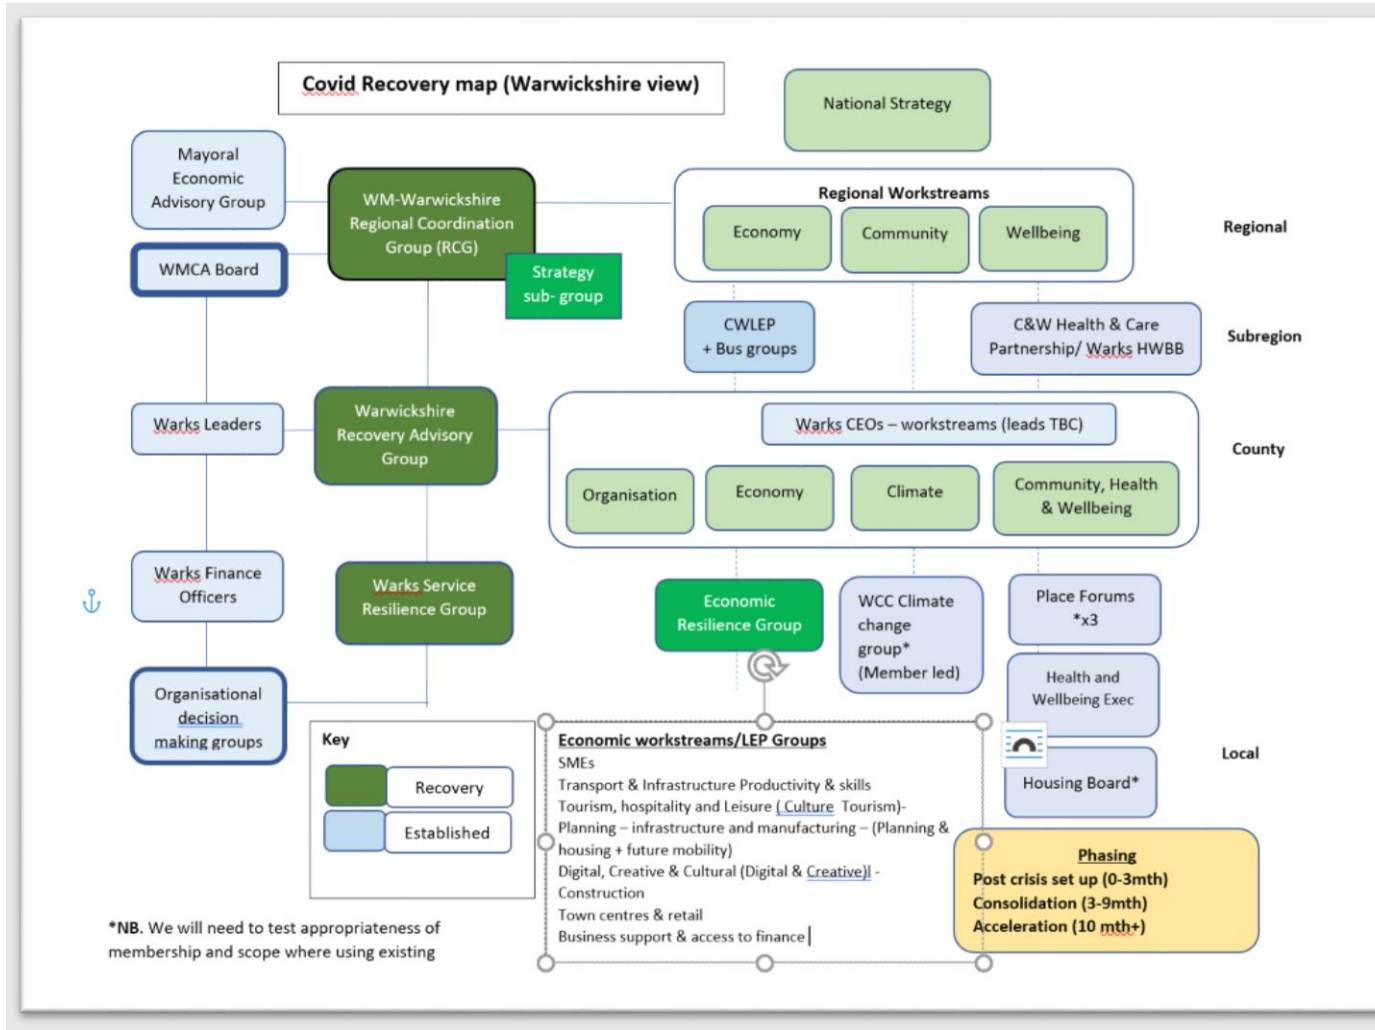 Covid Recovery map (Warwickshire view)
National Strategy
Mayoral
Economic
Advisory Group
WM-Warwickshire
Regional Coordination
Group (RCG)
Regional Workstreams
Economy
Community
Wellbeing
Regional
WMCA Board
Strategy
sub- group
CWLEP
+ Bus groups
C&W Health & Care
Partnership/ Warks HWBB
Subregion
Warks Leaders
Warwickshire
Recovery Advisory
Group
Warks CEOs – workstreams (leads TBC)
County
Organisation
Economy
Climate
Community, Health
& Wellbeing
Warks Finance
Officers
Warks Service
Resilience Group
Economic
Resilience Group
WCC Climate
change
group*
(Member led)
Place Forums
*x3
Health and
Wellbeing Exec
Housing Board*
Local
Organisational
decision
making groups
Key
Recovery
Established
Economic workstreams/LEP Groups
SMEs
Transport & Infrastructure Productivity & skills
Tourism, hospitality and Leisure ( Culture  Tourism)-
Planning – infrastructure and manufacturing – (Planning &
housing + future mobility)
Digital, Creative & Cultural (Digital & Creative)l -
Construction
Town centres & retail
Business support & access to finance
Phasing
Post crisis set up (0-3mth)
Consolidation (3-9mth)
Acceleration (10 mth+)
*NB. We will need to test appropriateness of
membership and scope where using existing